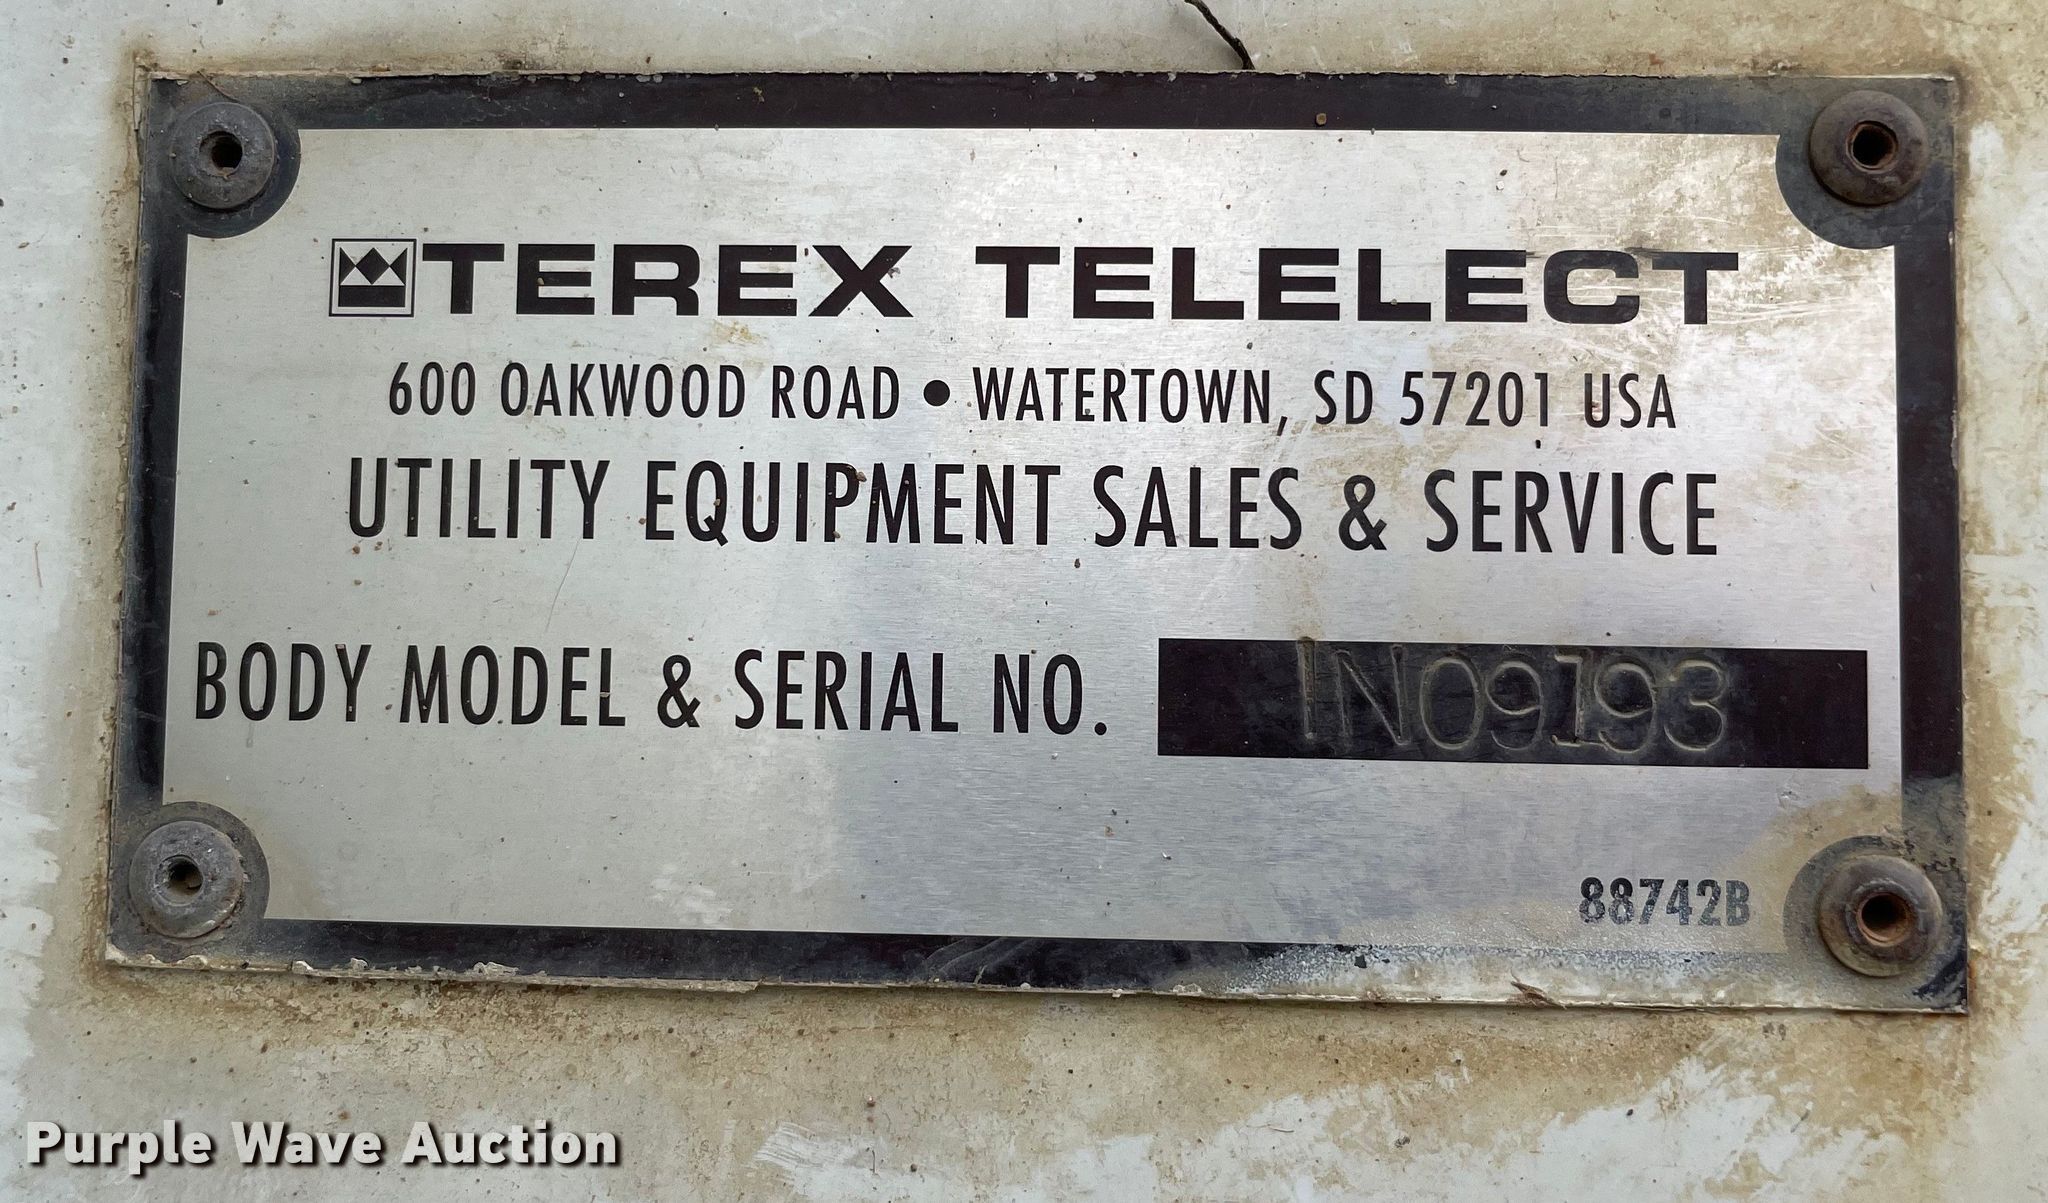 TEREX TELELECT
600 OAKWOOD ROAD • WATERTOWN, SD 57201 USA
UTILITY EQUIPMENT SALES & SERVICE
BODY MODEL & SERIAL NO. 1N09193
88742B
Purple Wave Auction